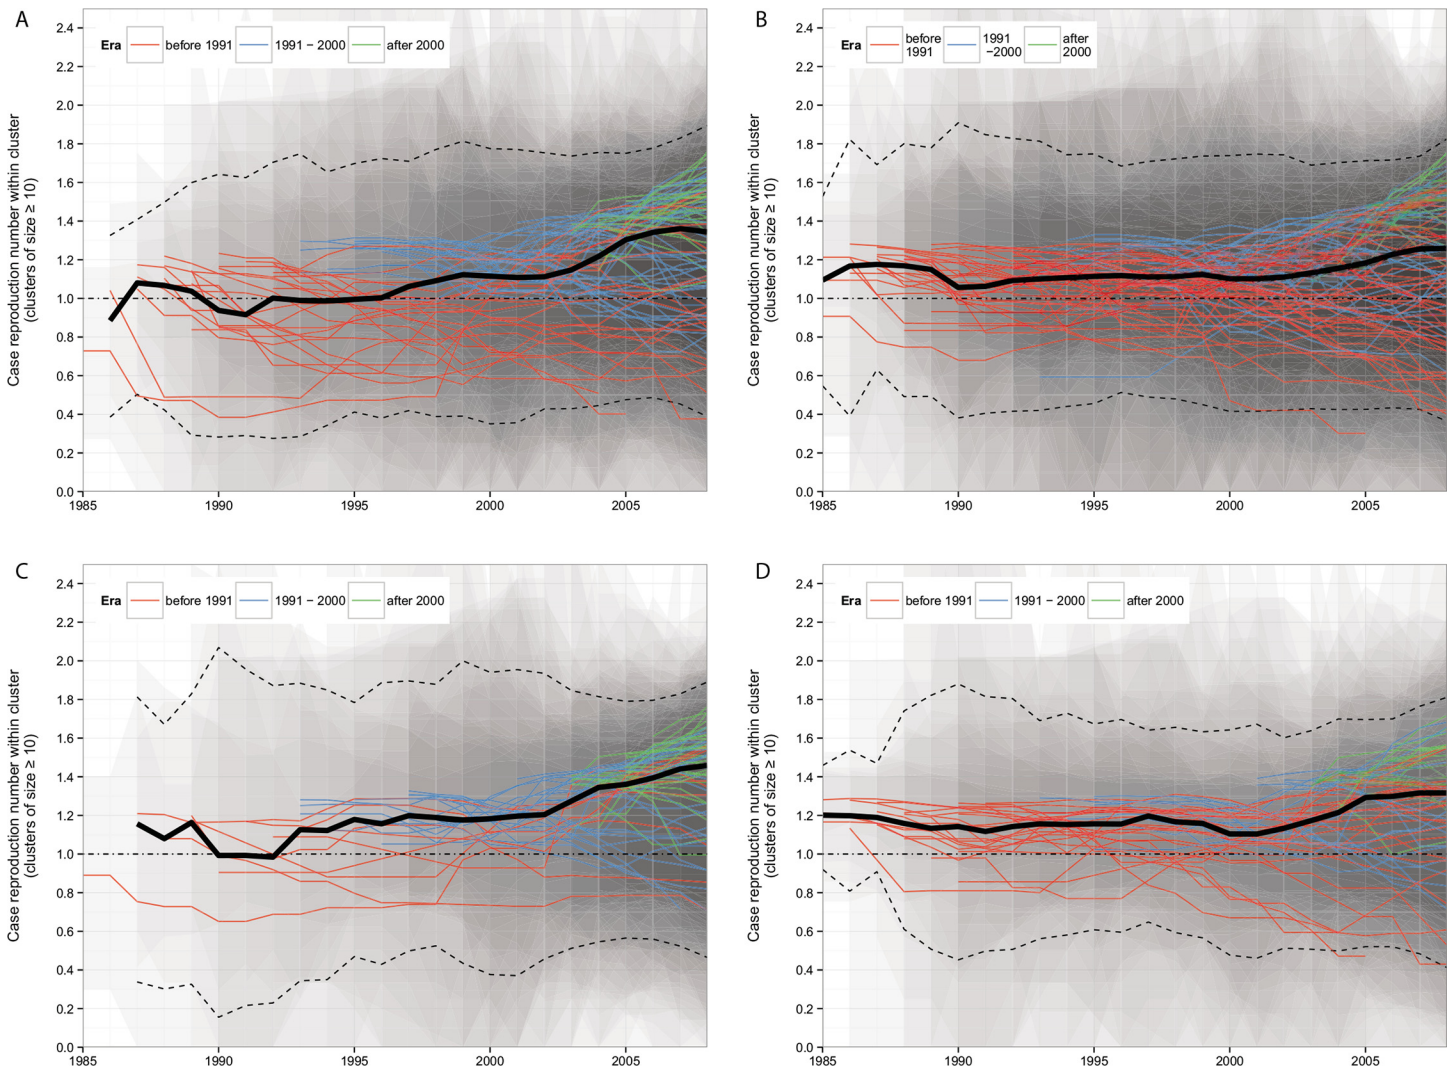 A
Era before 1991 1991 – 2000 after 2000
Case reproduction number within cluster
(clusters of size ≥ 10)
2.4
2.2
2.0
1.8
1.6
1.4
1.2
1.0
0.8
0.6
0.4
0.2
0.0
1985 1990 1995 2000 2005
B
Era before 1991 1991 –2000 after 2000
Case reproduction number within cluster
(clusters of size ≥ 10)
2.4
2.2
2.0
1.8
1.6
1.4
1.2
1.0
0.8
0.6
0.4
0.2
0.0
1985 1990 1995 2000 2005
C
Era before 1991 1991 – 2000 after 2000
Case reproduction number within cluster
(clusters of size ≥ 10)
2.4
2.2
2.0
1.8
1.6
1.4
1.2
1.0
0.8
0.6
0.4
0.2
0.0
1985 1990 1995 2000 2005
D
Era before 1991 1991 – 2000 after 2000
Case reproduction number within cluster
(clusters of size ≥ 10)
2.4
2.2
2.0
1.8
1.6
1.4
1.2
1.0
0.8
0.6
0.4
0.2
0.0
1985 1990 1995 2000 2005